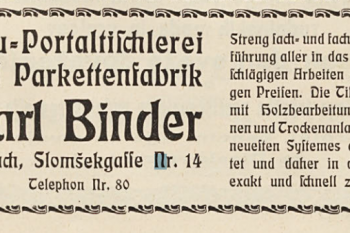 u-Portaltischlerei
Parkettenfabrik
arl Binder
ach, Slomšekgasse Nr. 14
Telephon Nr. 80
Streng sach- und fach
führung aller in das
schlägigen Arbeiten
gen Preisen. Die Ti
mit Holzbearbeitun
nen und Trockenanla
neuesten Systemes
tet und daher in d
exakt und schnell z